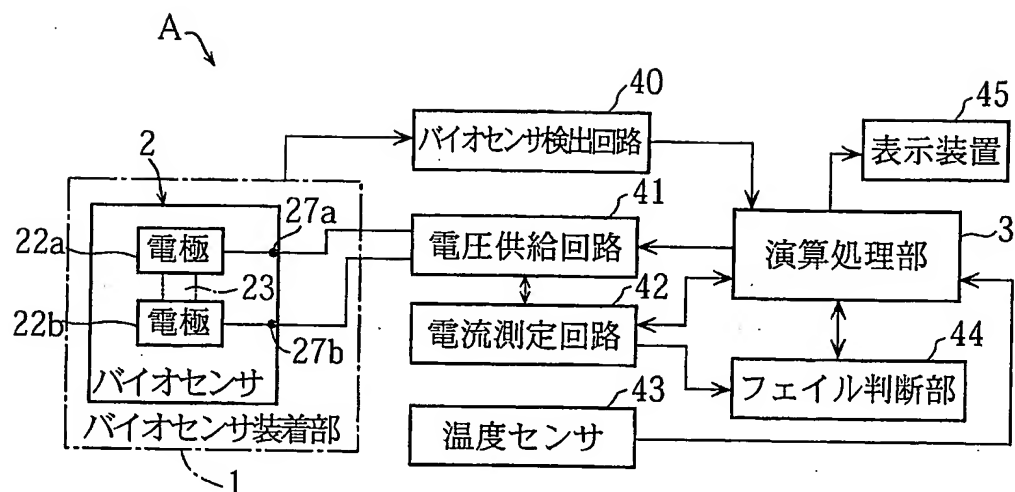 A
40
バイオセンサ検出回路
45
表示装置
2
27a
41
電圧供給回路
3
演算処理部
22a
電極
23
22b
電極
27b
42
電流測定回路
44
フェイル判断部
バイオセンサ
バイオセンサ装着部
43
温度センサ
1